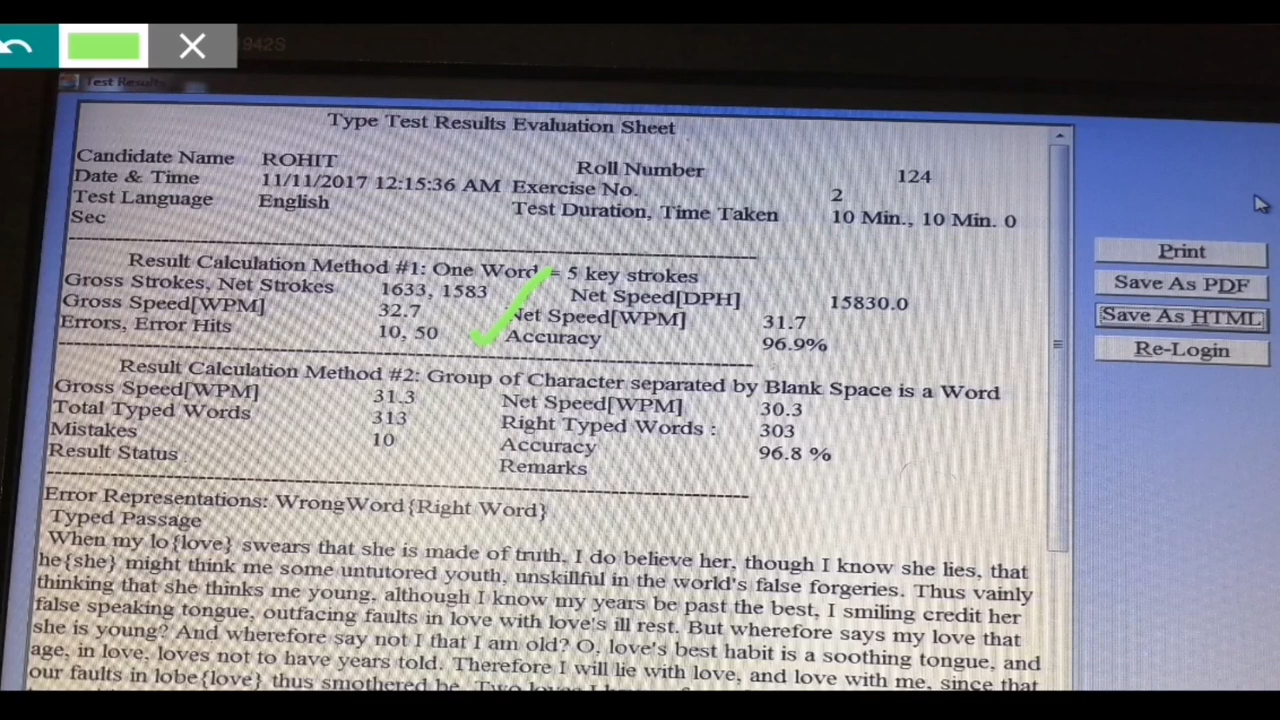 1942S
Test Results
Type Test Results Evaluation Sheet
Candidate Name ROHIT Roll Number 124
Date & Time 11/11/2017 12:15:36 AM Exercise No. 2
Test Language English Test Duration, Time Taken 10 Min., 10 Min. 0
Sec
Result Calculation Method #1: One Word = 5 key strokes
Gross Strokes, Net Strokes 1633, 1583 Net Speed[DPH] 15830.0
Gross Speed[WPM] 32.7 Net Speed[WPM] 31.7
Errors, Error Hits 10, 50 Accuracy 96.9%
Result Calculation Method #2: Group of Character separated by Blank Space is a Word
Gross Speed[WPM] 31.3 Net Speed[WPM] 30.3
Total Typed Words 313 Right Typed Words : 303
Mistakes 10 Accuracy 96.8 %
Result Status Remarks
Error Representations: WrongWord{Right Word}
Typed Passage
When my lo{love} swears that she is made of truth, I do believe her, though I know she lies, that
he{she} might think me some untutored youth, unskillful in the world's false forgeries. Thus vainly
thinking that she thinks me young, although I know my years be past the best, I smiling credit her
false speaking tongue, outfacing faults in love with love's ill rest. But wherefore says my love that
she is young? And wherefore say not I that I am old? O, love's best habit is a soothing tongue, and
age, in love, loves not to have years told. Therefore I will lie with love, and love with me, since that
our faults in lobe{love} thus smothered be. Two loves I
Print
Save As PDF
Save As HTML
Re-Login